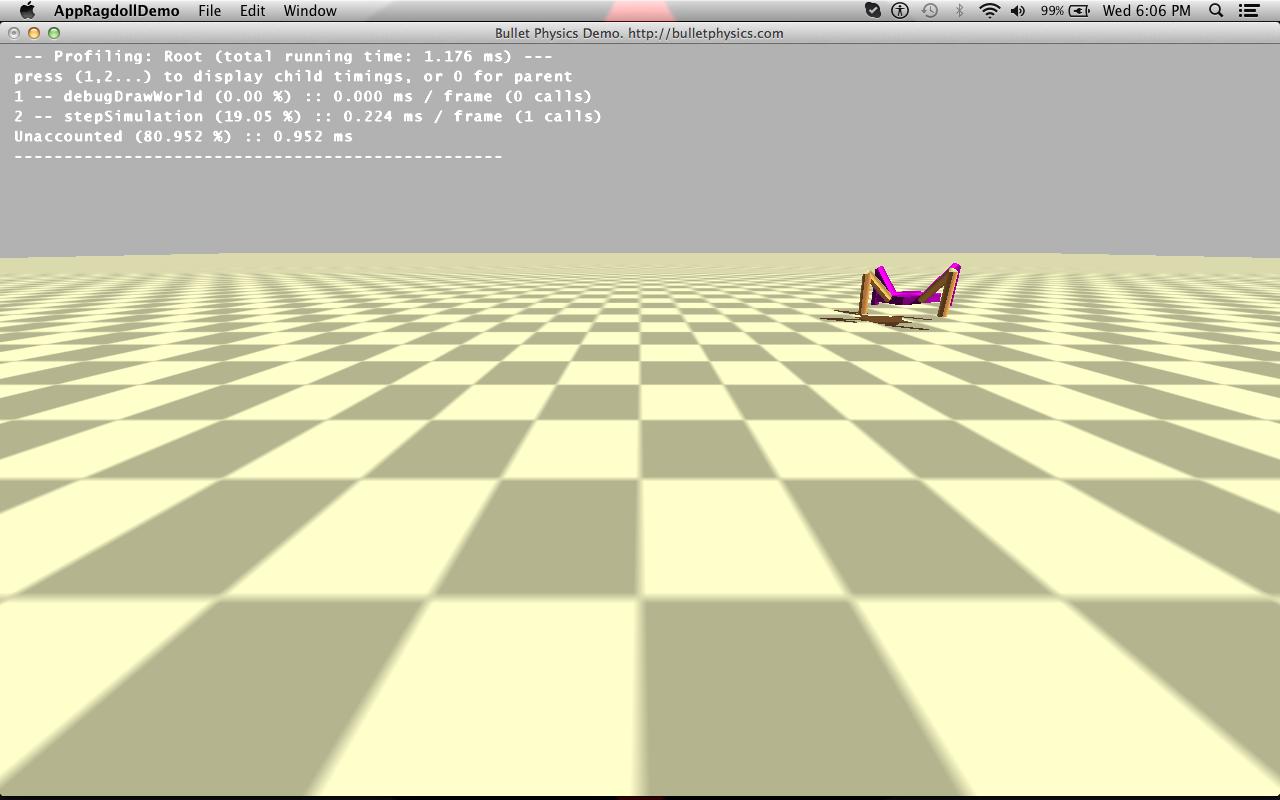 AppRagdollDemo File Edit Window 99% Wed 6:06 PM
Bullet Physics Demo. http://bulletphysics.com
--- Profiling: Root (total running time: 1.176 ms) ---
press (1,2...) to display child timings, or 0 for parent
1 -- debugDrawWorld (0.00 %) :: 0.000 ms / frame (0 calls)
2 -- stepSimulation (19.05 %) :: 0.224 ms / frame (1 calls)
Unaccounted (80.952 %) :: 0.952 ms
-------------------------------------------------